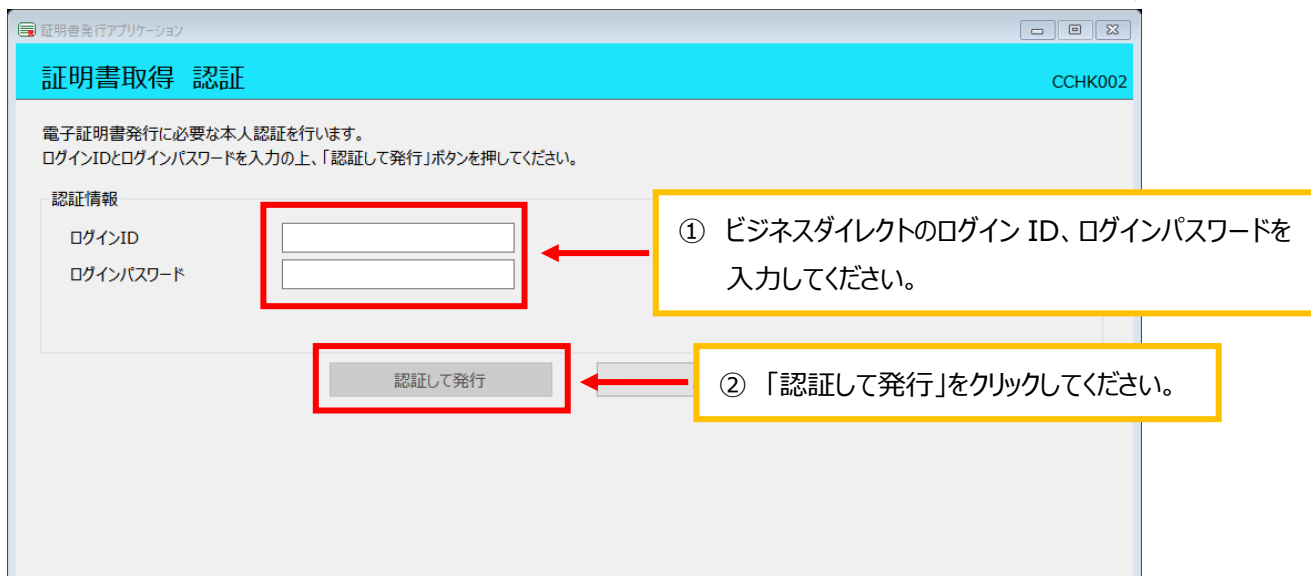 証明書発行アプリケーション
証明書取得 認証
CCHK002
電子証明書発行に必要な本人認証を行います。
ログインIDとログインパスワードを入力の上、「認証して発行」ボタンを押してください。
認証情報
ログインID
ログインパスワード
① ビジネスダイレクトのログイン ID、ログインパスワードを
入力してください。
認証して発行
② 「認証して発行」をクリックしてください。